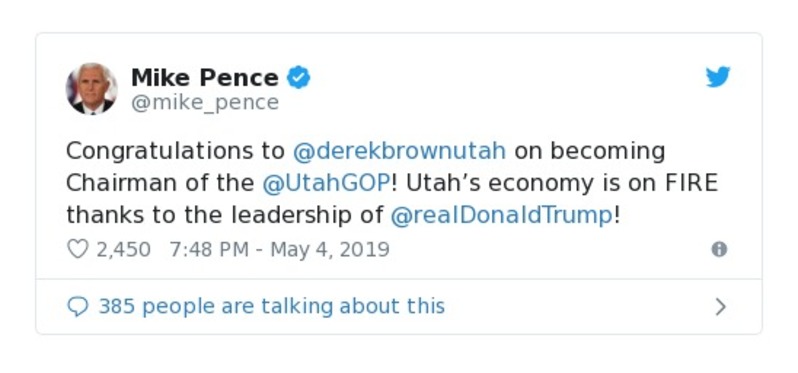 Mike Pence
@mike_pence
Congratulations to @derekbrownutah on becoming
Chairman of the @UtahGOP! Utah’s economy is on FIRE
thanks to the leadership of @realDonaldTrump!
2,450 7:48 PM - May 4, 2019
385 people are talking about this